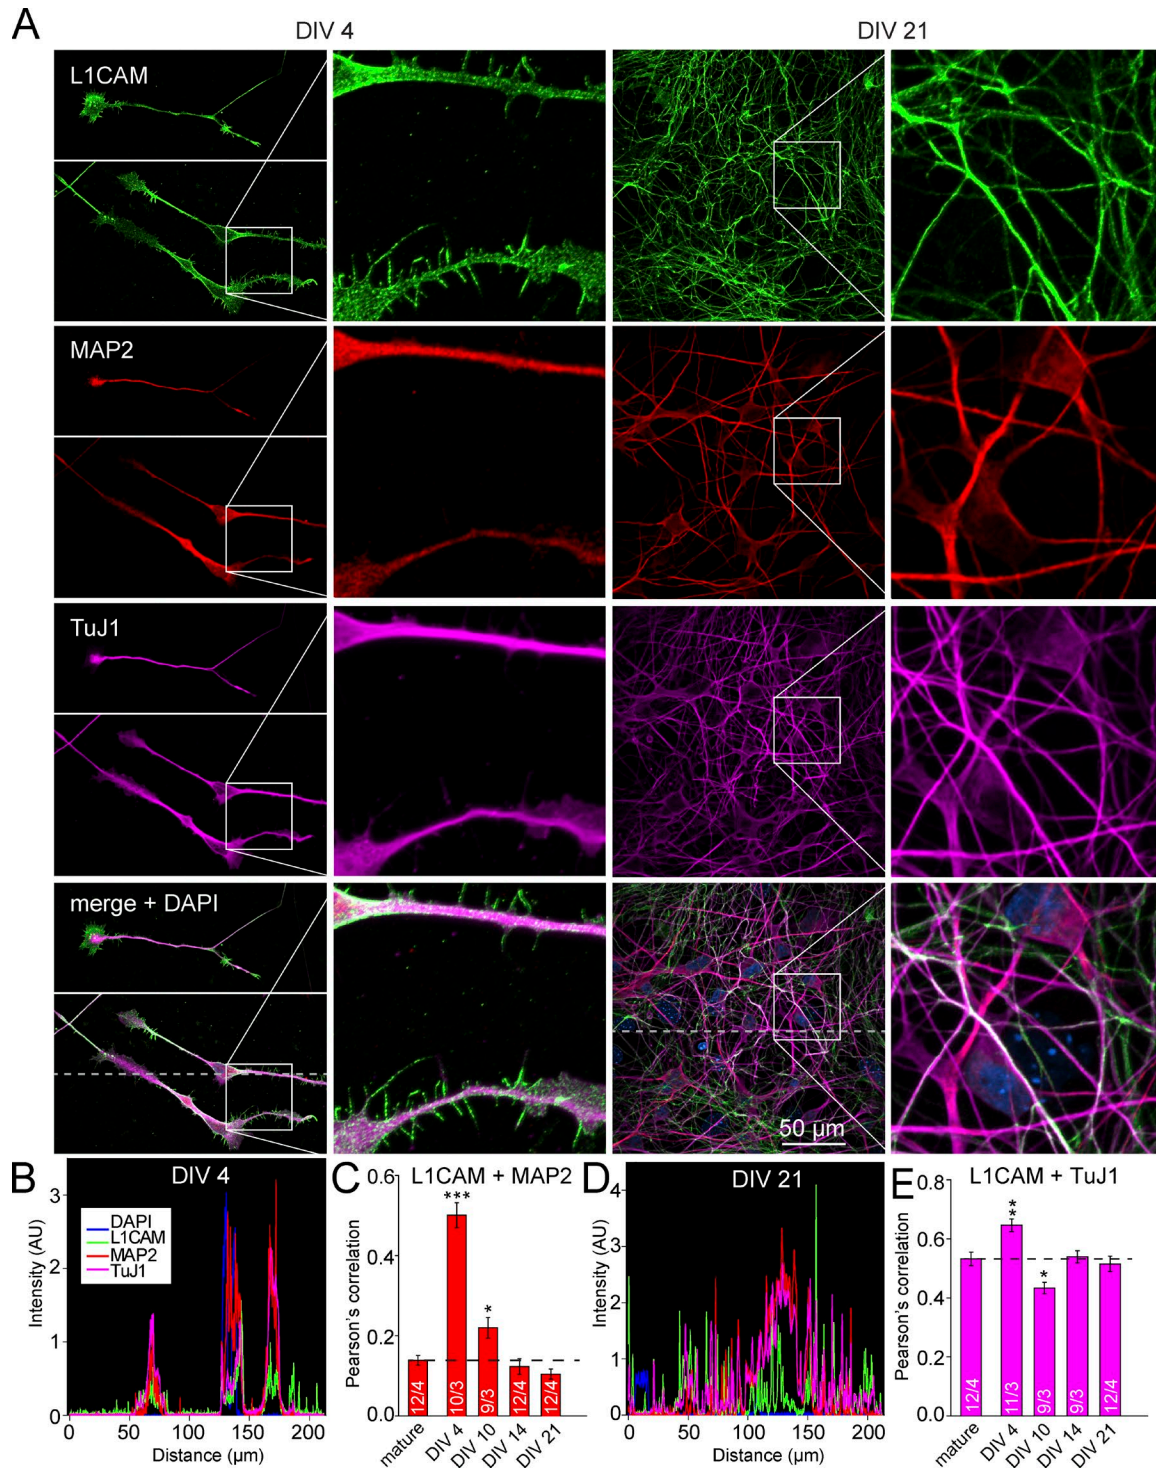 A
DIV 4
DIV 21
L1CAM
MAP2
TuJ1
merge + DAPI
50 µm
B
DIV 4
3
2
1
0
Intensity (AU)
DAPI
L1CAM
MAP2
TuJ1
0
50
100
150
200
Distance (µm)
C
L1CAM + MAP2
0.6
0.4
0.2
0.0
Pearson's correlation
***
*
12/4
10/3
9/3
12/4
12/4
mature
DIV 4
DIV 10
DIV 14
DIV 21
D
DIV 21
4
3
2
1
0
Intensity (AU)
0
50
100
150
200
Distance (µm)
E
L1CAM + TuJ1
0.8
0.6
0.4
0.2
0.0
Pearson's correlation
**
*
12/4
11/3
9/3
9/3
12/4
mature
DIV 4
DIV 10
DIV 14
DIV 21